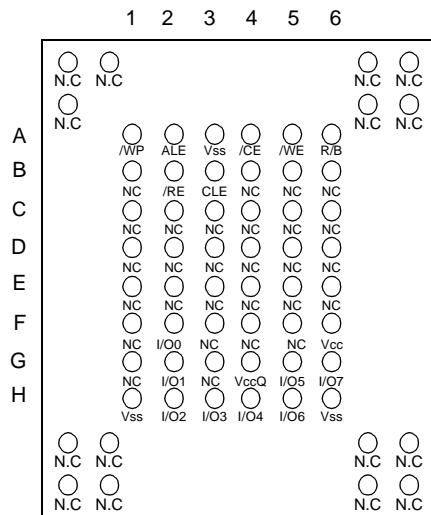 1 2 3 4 5 6
N.C N.C N.C N.C
N.C N.C N.C
A
/WP ALE Vss /CE /WE R/B
B
NC /RE CLE NC NC NC
C
NC NC NC NC NC NC
D
NC NC NC NC NC NC
E
NC NC NC NC NC NC
F
NC I/O0 NC NC NC Vcc
G
NC I/O1 NC VccQ I/O5 I/O7
H
Vss I/O2 I/O3 I/O4 I/O6 Vss
N.C N.C N.C N.C
N.C N.C N.C N.C